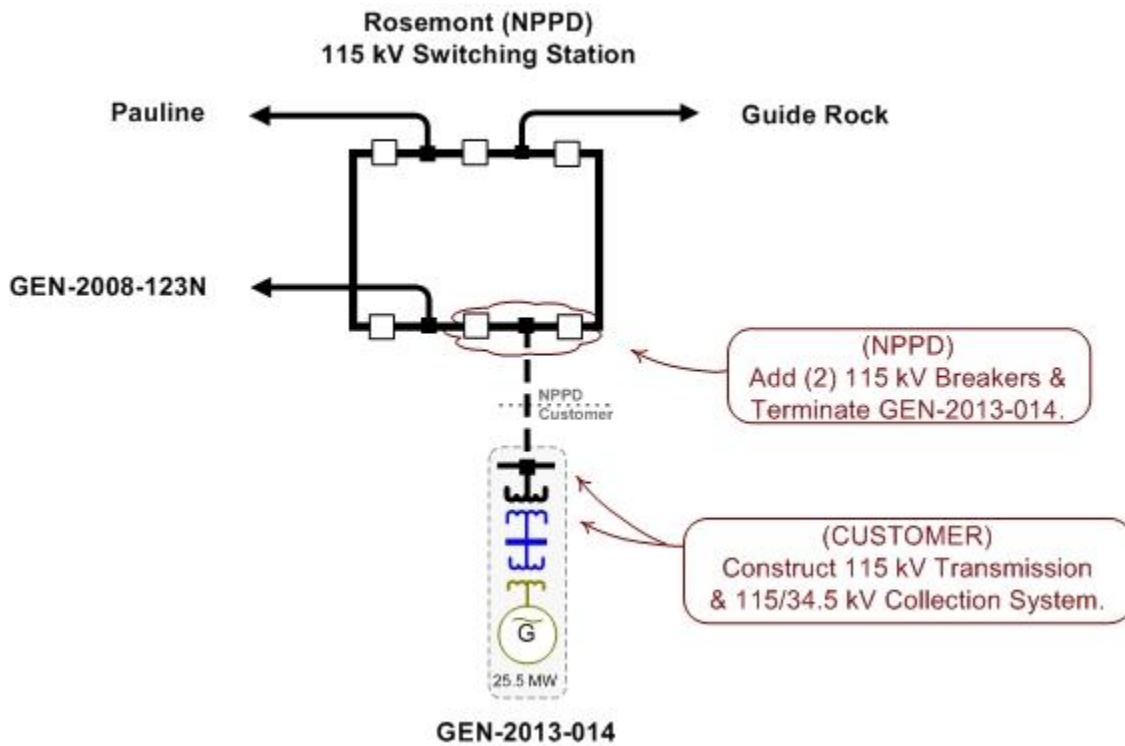 Rosemont (NPPD)
115 kV Switching Station
Pauline
Guide Rock
GEN-2008-123N
(NPPD)
Add (2) 115 kV Breakers &
Terminate GEN-2013-014.
NPPD
Customer
(CUSTOMER)
Construct 115 kV Transmission
& 115/34.5 kV Collection System.
G
25.5 MW
GEN-2013-014